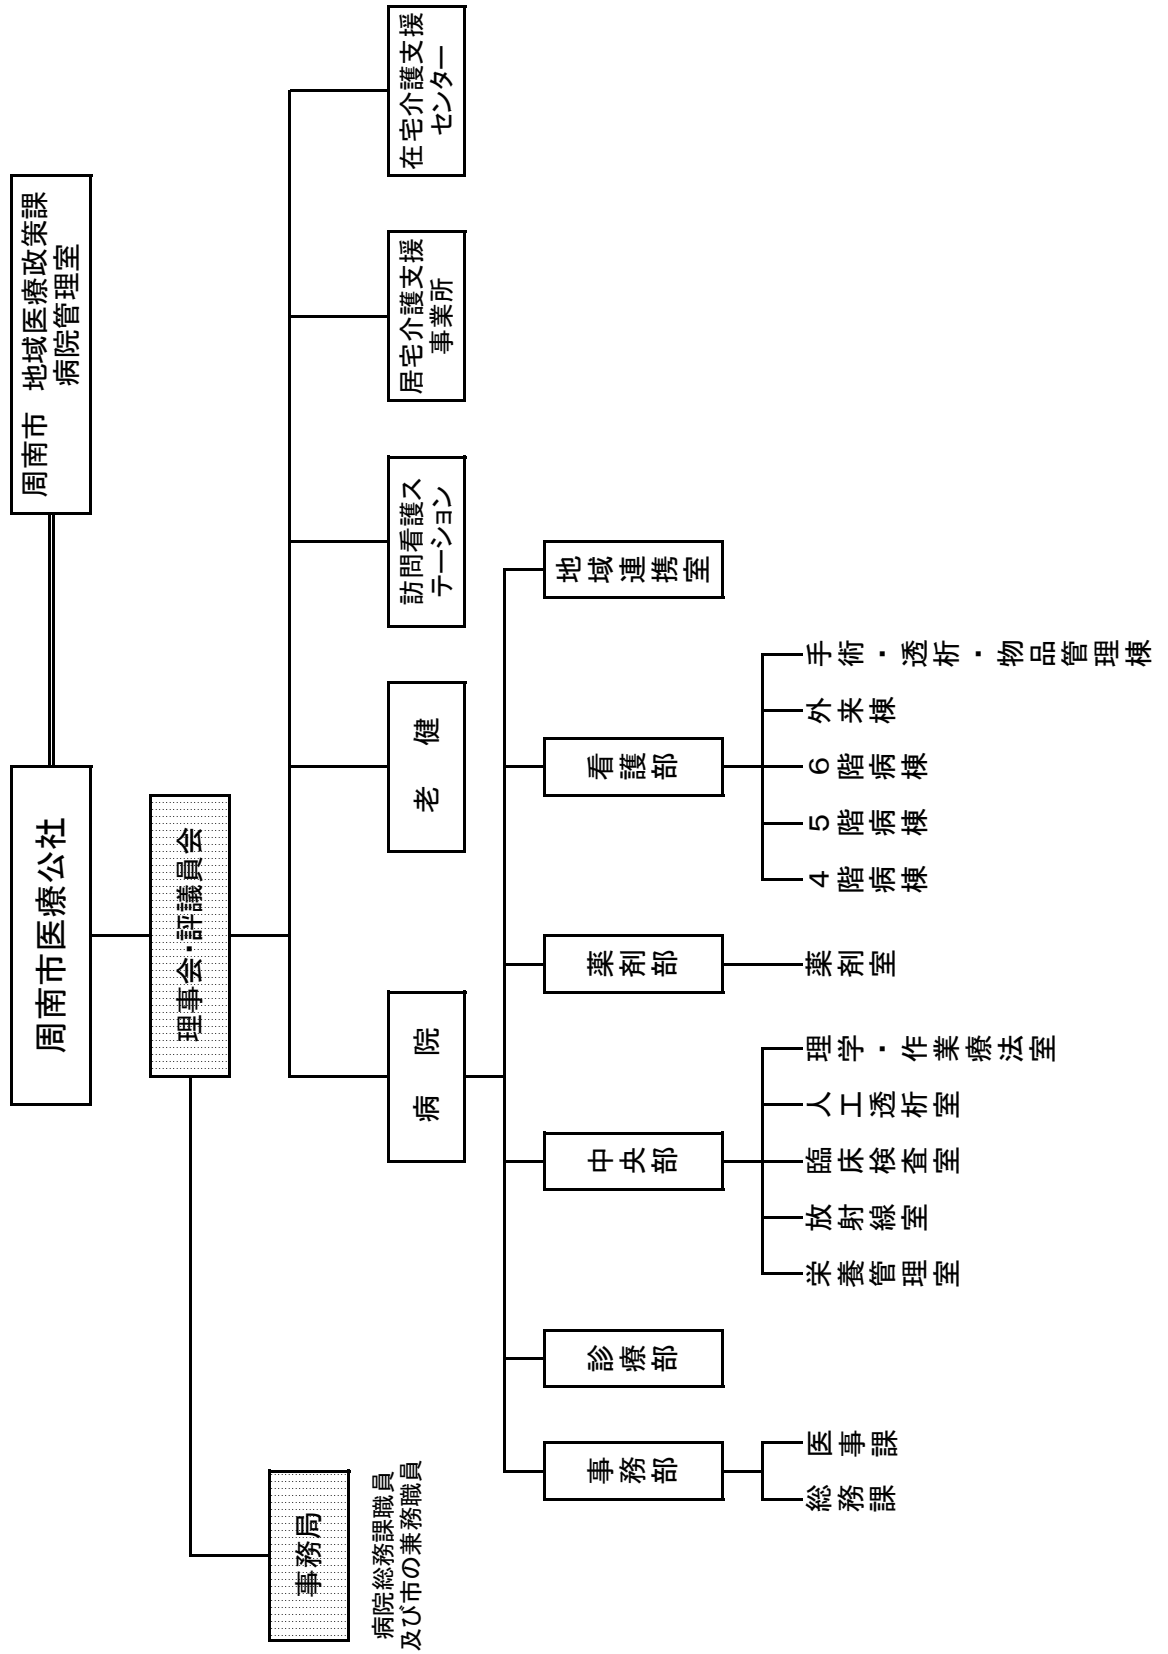 周南市医療公社
周南市 地域医療政策課
病院管理室
理事会・評議員会
事務局
病院総務課職員
及び市の兼務職員
病院
老健
訪問看護ス
テーション
居宅介護支援
事業所
在宅介護支援
センター
事務部
診療部
中央部
薬剤部
看護部
地域連携室
総務課
医事課
栄養管理室
放射線室
臨床検査室
人工透析室
理学・作業療法室
薬剤室
4階病棟
5階病棟
6階病棟
外来棟
手術・透析・物品管理棟